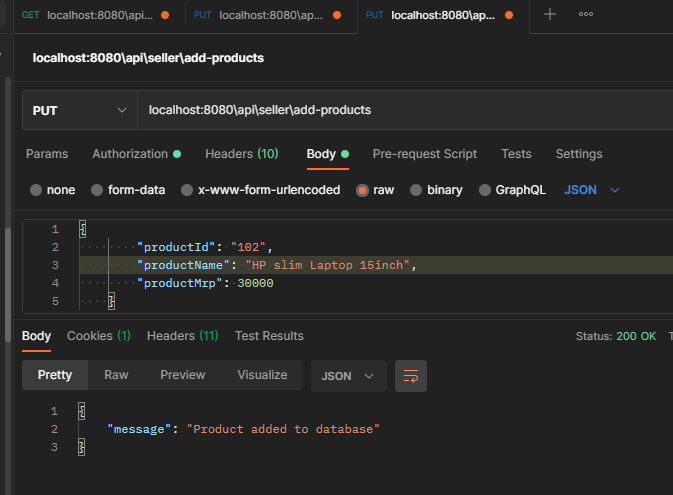 GET localhost:8080\api... PUT localhost:8080\ap... PUT localhost:8080\ap...
localhost:8080\api\seller\add-products
PUT localhost:8080\api\seller\add-products
Params Authorization Headers (10) Body Pre-request Script Tests Settings
none form-data x-www-form-urlencoded raw binary GraphQL JSON
1 {
2 "productId": "102",
3 "productName": "HP slim Laptop 15inch",
4 "productMrp": 30000
5 }
Body Cookies (1) Headers (11) Test Results Status: 200 OK
Pretty Raw Preview Visualize JSON
1 {
2 "message": "Product added to database"
3 }